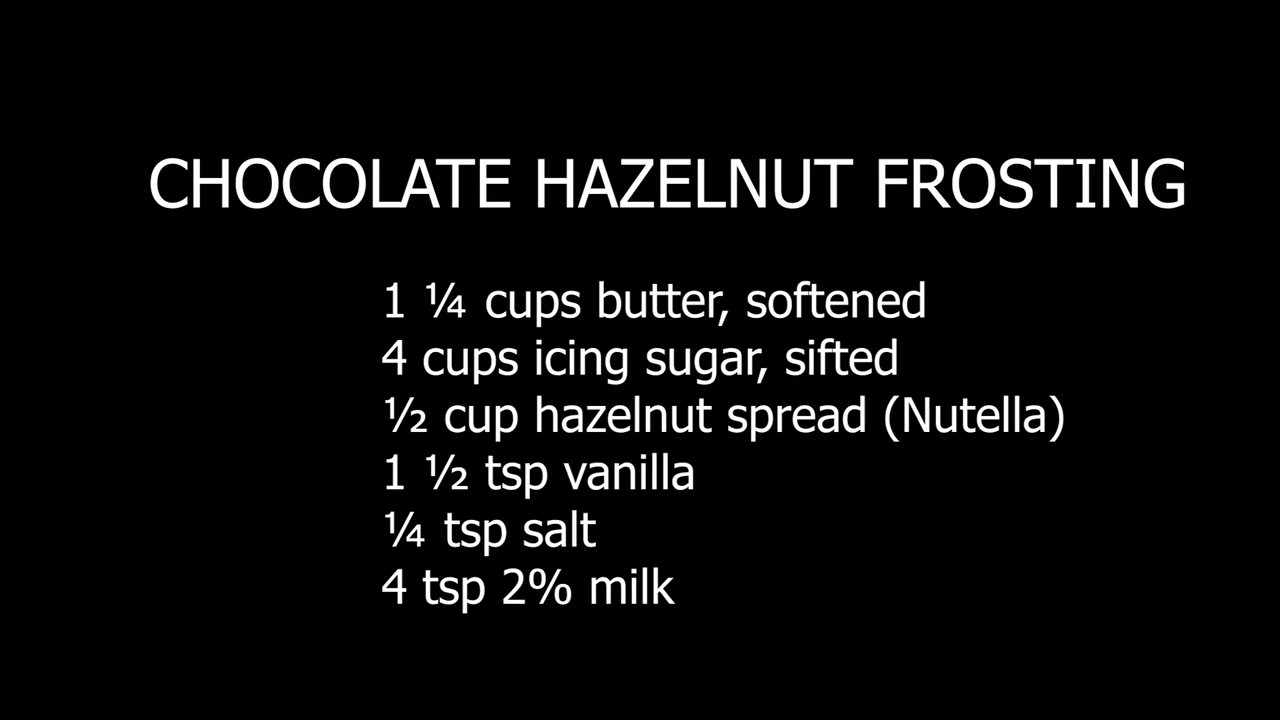 CHOCOLATE HAZELNUT FROSTING
1 ¼ cups butter, softened
4 cups icing sugar, sifted
½ cup hazelnut spread (Nutella)
1 ½ tsp vanilla
¼ tsp salt
4 tsp 2% milk